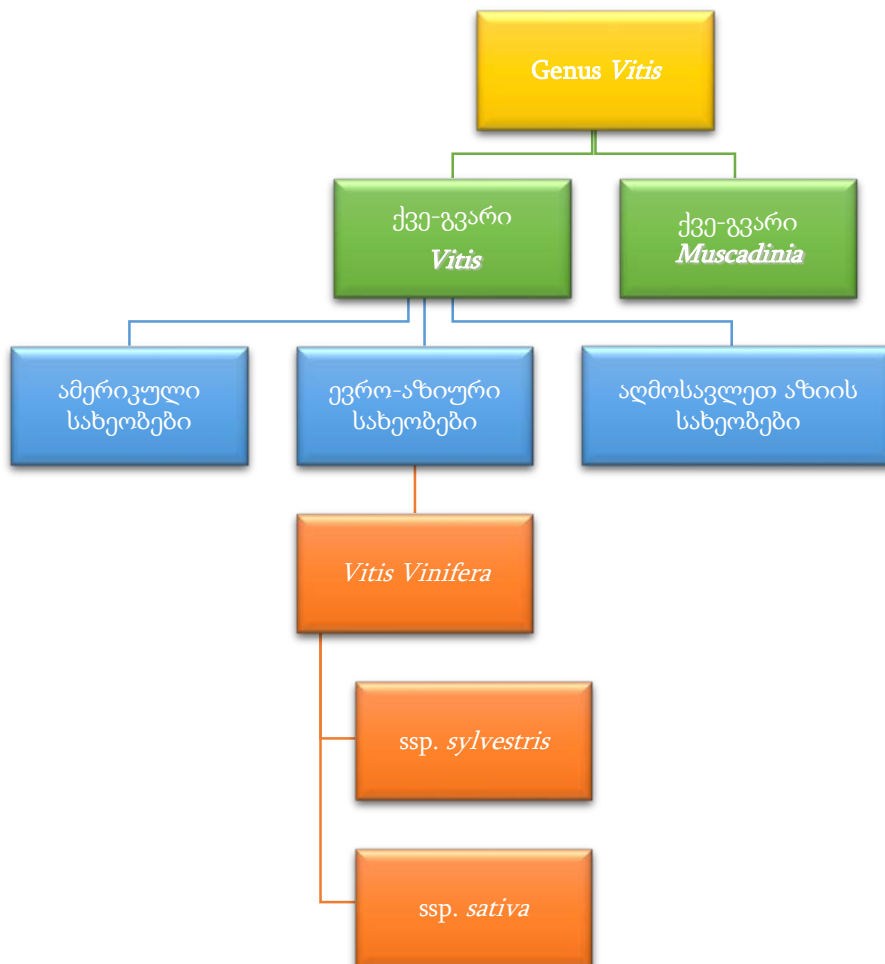 Genus Vitis
ქვე-გვარი
Vitis
ქვე-გვარი
Muscadinia
ამერიკული
სახეობები
ევრო-აზიური
სახეობები
აღმოსავლეთ აზიის
სახეობები
Vitis Vinifera
ssp. sylvestris
ssp. sativa